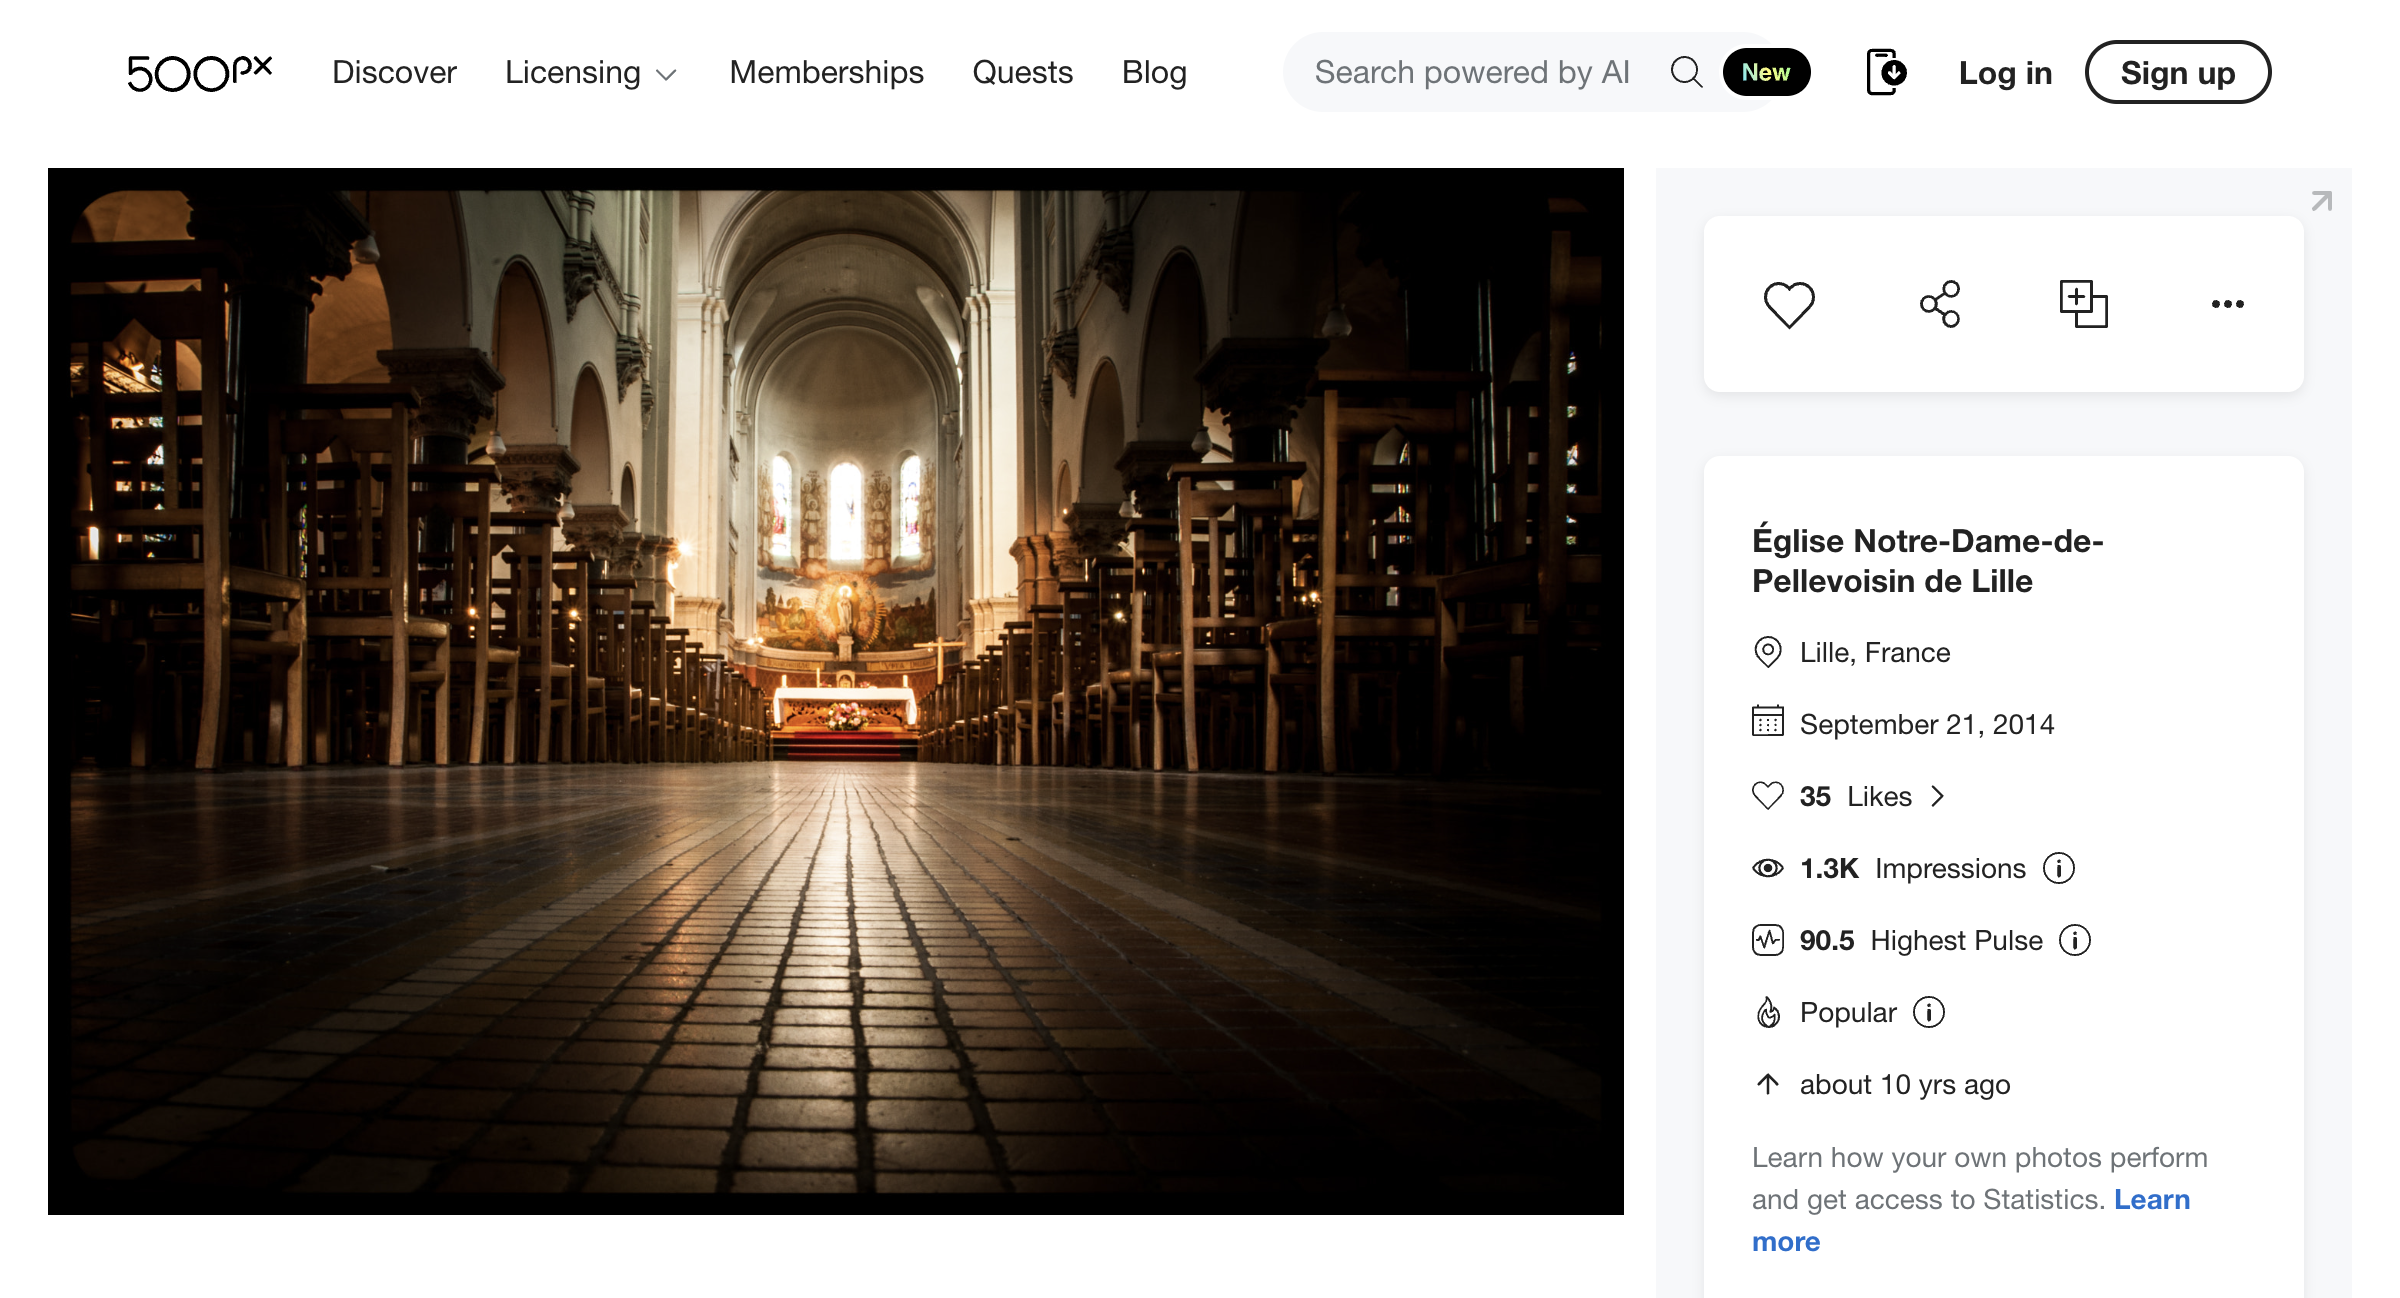 500px
Discover
Licensing
Memberships
Quests
Blog
Search powered by AI
New
Log in
Sign up
Église Notre-Dame-de-
Pellevoisin de Lille
Lille, France
September 21, 2014
35 Likes
1.3K Impressions
90.5 Highest Pulse
Popular
about 10 yrs ago
Learn how your own photos perform
and get access to Statistics. Learn
more